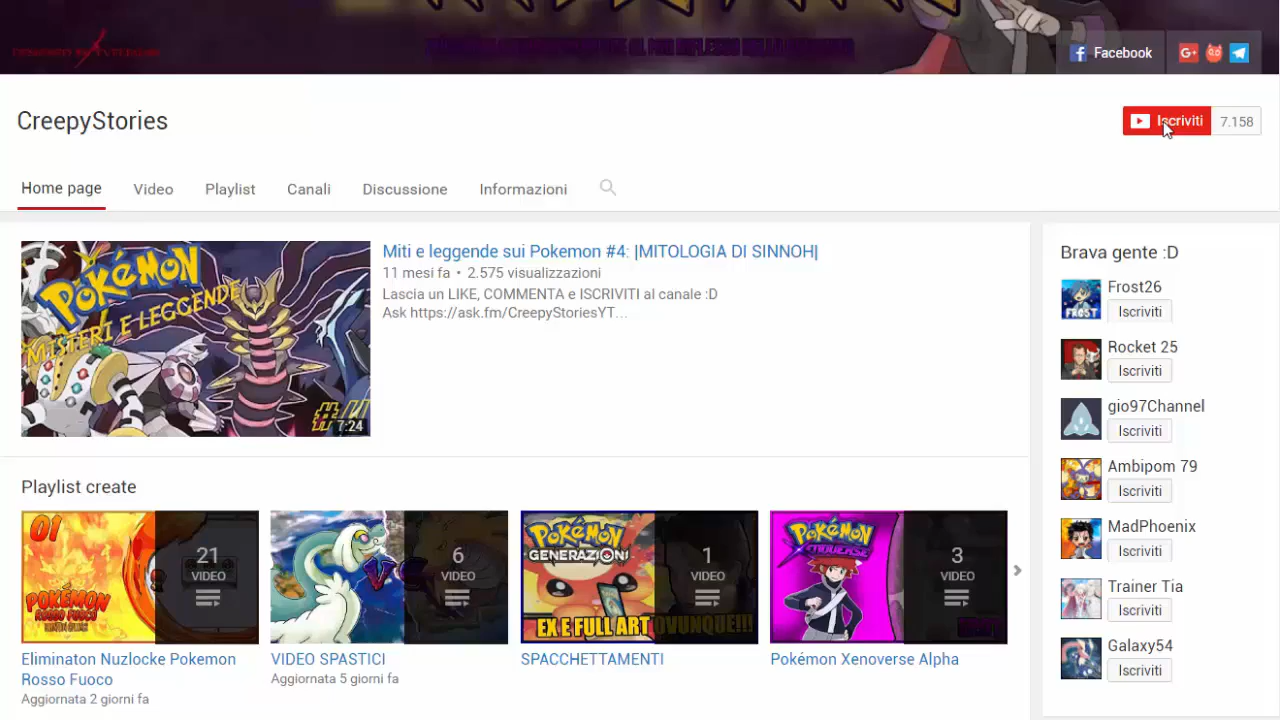 Facebook
CreepyStories
Iscriviti 7.158
Home page Video Playlist Canali Discussione Informazioni
Miti e leggende sui Pokemon #4: |MITOLOGIA DI SINNOH|
11 mesi fa • 2.575 visualizzazioni
Lascia un LIKE, COMMENTA e ISCRIVITI al canale :D
Ask https://ask.fm/CreepyStoriesYT…
POKÉMON
MISTERI E LEGGENDE
#4
7:24
Brava gente :D
Frost26
Iscriviti
FROST
Rocket 25
Iscriviti
gio97Channel
Iscriviti
Ambipom 79
Iscriviti
MadPhoenix
Iscriviti
Trainer Tia
Iscriviti
Galaxy54
Iscriviti
Playlist create
01
POKÉMON
ROSSO FUOCO
21
VIDEO
Eliminaton Nuzlocke Pokemon
Rosso Fuoco
Aggiornata 2 giorni fa
VS
6
VIDEO
VIDEO SPASTICI
Aggiornata 5 giorni fa
POKÉMON
GENERAZIONI
EX E FULL ART OVUNQUE!!!
1
VIDEO
SPACCHETTAMENTI
POKÉMON
XENOVERSE
3
VIDEO
Pokémon Xenoverse Alpha